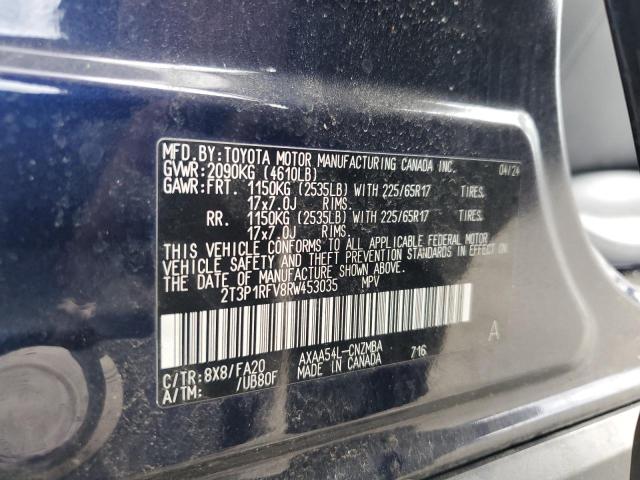 MFD.BY:TOYOTA MOTOR MANUFACTURING CANADA INC. 04/24
GVWR:2090KG (4610LB)
GAWR:FRT. 1150KG (2535LB) WITH 225/65R17 TIRES.
17x7.0J RIMS.
RR. 1150KG (2535LB) WITH 225/65R17 TIRES.
17x7.0J RIMS.
THIS VEHICLE CONFORMS TO ALL APPLICABLE FEDERAL MOTOR
VEHICLE SAFETY AND THEFT PREVENTION STANDARDS IN EFFECT ON
THE DATE OF MANUFACTURE SHOWN ABOVE.
2T3P1RFV8RW453035 MPV
A
C/TR:8X8/FA20 AXAA54L-CNZMBA 716
A/TM: /UB80F MADE IN CANADA